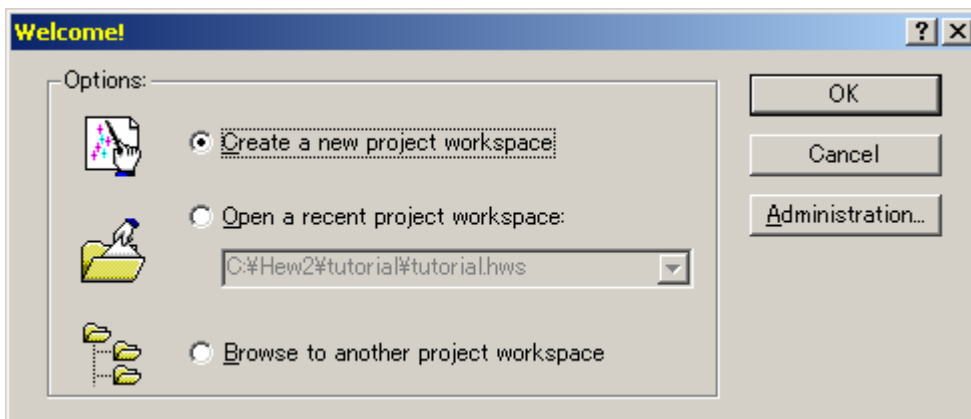 Welcome!
Options:
Create a new project workspace
Open a recent project workspace:
C:¥Hew2¥tutorial¥tutorial.hws
Browse to another project workspace
OK
Cancel
Administration...